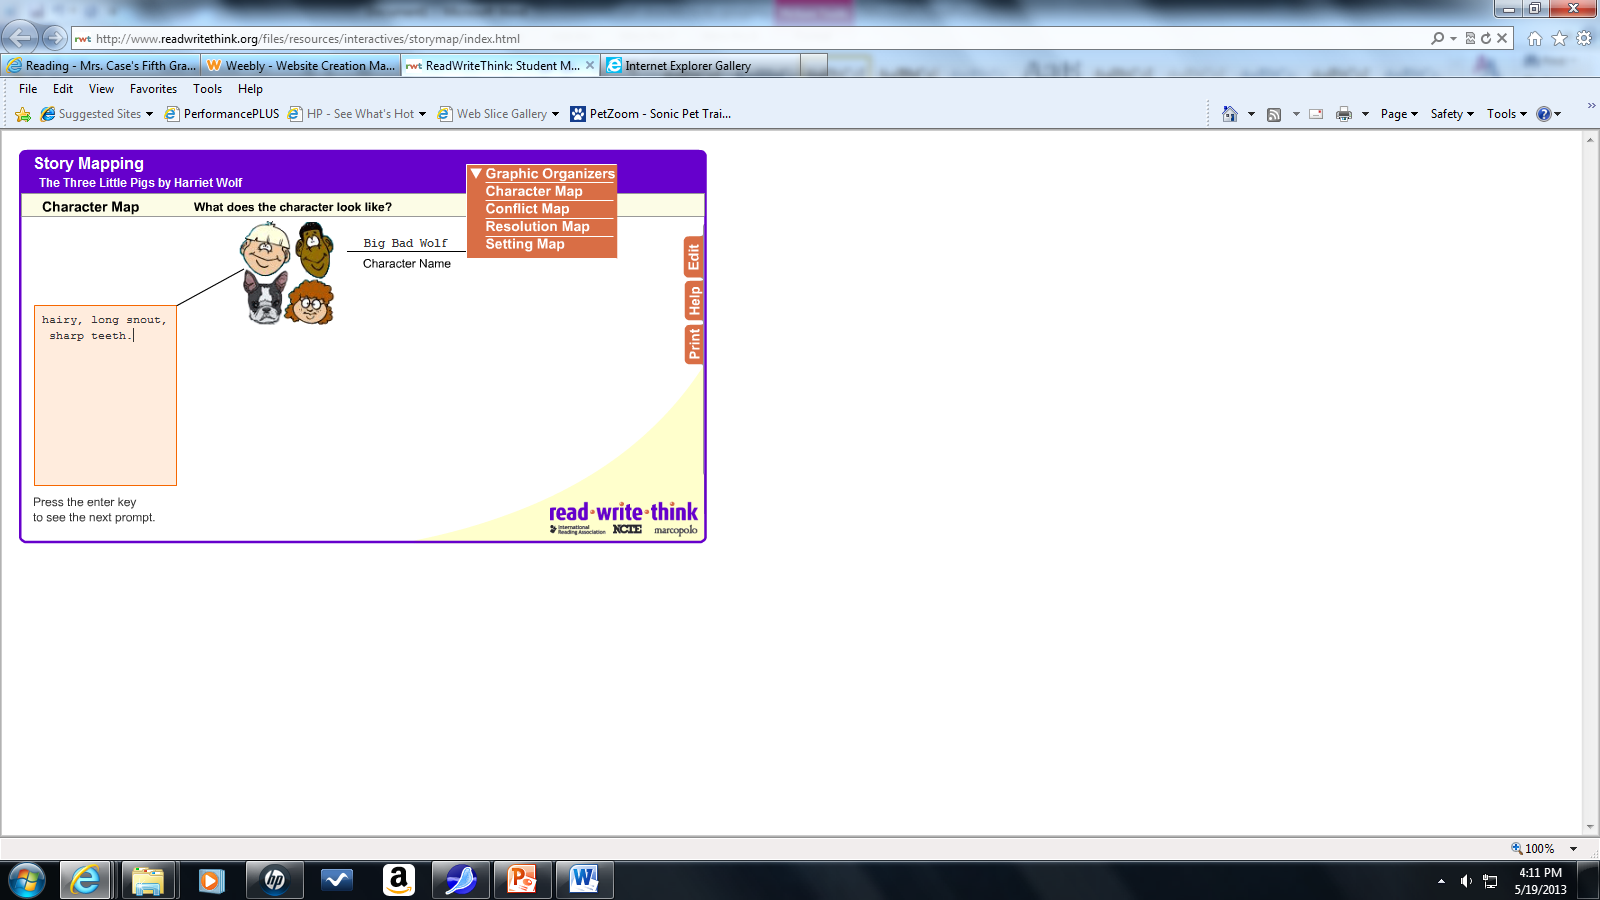 http://www.readwritethink.org/files/resources/interactives/storymap/index.html
Reading - Mrs. Case's Fifth Gra...
Weebly - Website Creation Ma...
rwt ReadWriteThink: Student M...
Internet Explorer Gallery
File Edit View Favorites Tools Help
Suggested Sites
PerformancePLUS
HP - See What's Hot
Web Slice Gallery
PetZoom - Sonic Pet Trai...
Page Safety Tools
Story Mapping
The Three Little Pigs by Harriet Wolf
Graphic Organizers
Character Map
Conflict Map
Resolution Map
Setting Map
Character Map
What does the character look like?
Big Bad Wolf
Character Name
Edit
Help
Print
hairy, long snout,
sharp teeth.
Press the enter key
to see the next prompt.
read·write·think
International
Reading Association
NCTE
marcopolo
100%
4:11 PM
5/19/2013